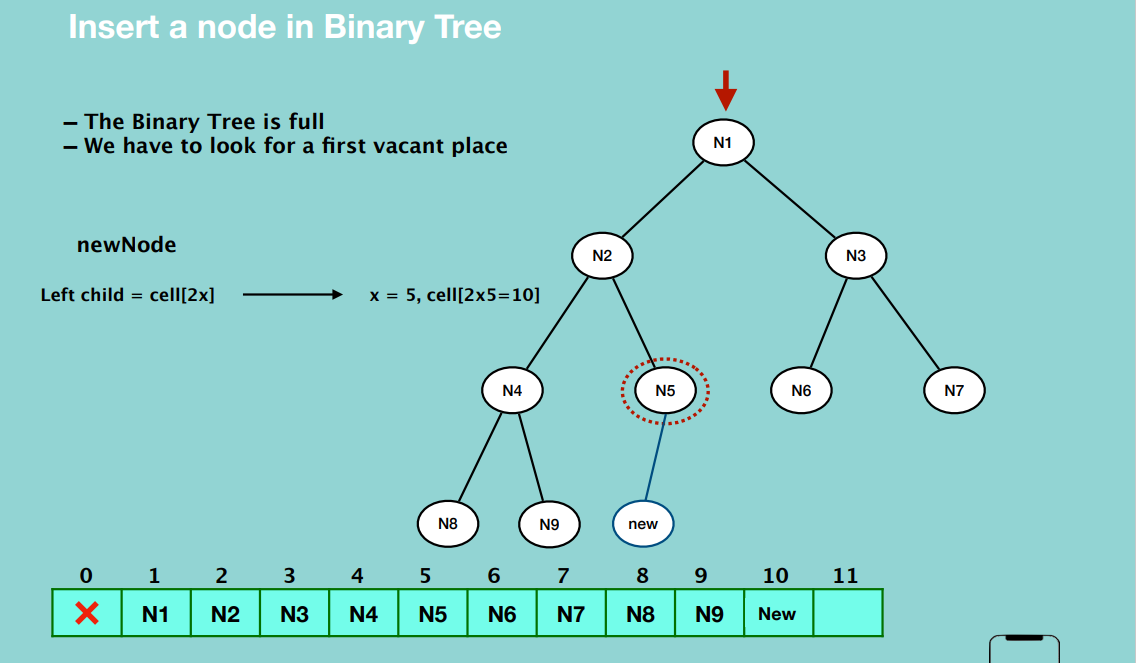 Insert a node in Binary Tree
– The Binary Tree is full
– We have to look for a first vacant place
newNode
Left child = cell[2x]
x = 5, cell[2x5=10]
N1
N2
N3
N4
N5
N6
N7
N8
N9
new
0 1 2 3 4 5 6 7 8 9 10 11
N1 N2 N3 N4 N5 N6 N7 N8 N9 New